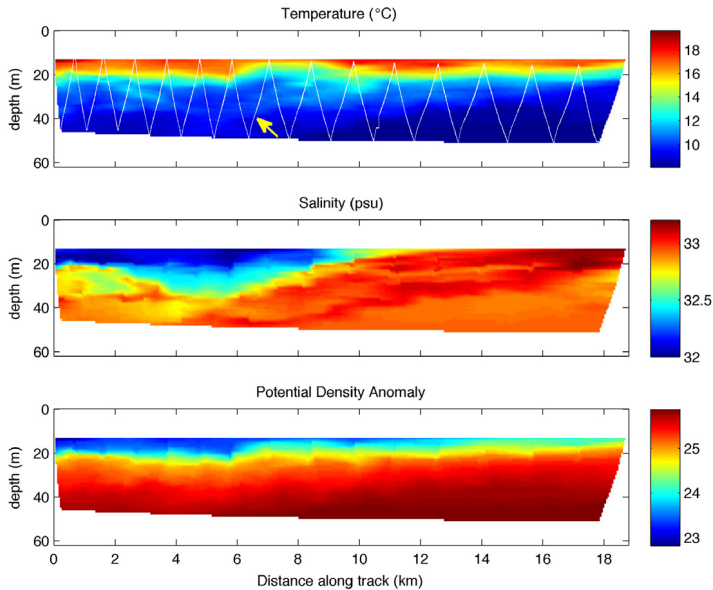 Temperature (°C)
0
20
40
60
depth (m)
18
16
14
12
10
Salinity (psu)
0
20
40
60
depth (m)
33
32.5
32
Potential Density Anomaly
0
20
40
60
depth (m)
25
24
23
0 2 4 6 8 10 12 14 16 18
Distance along track (km)